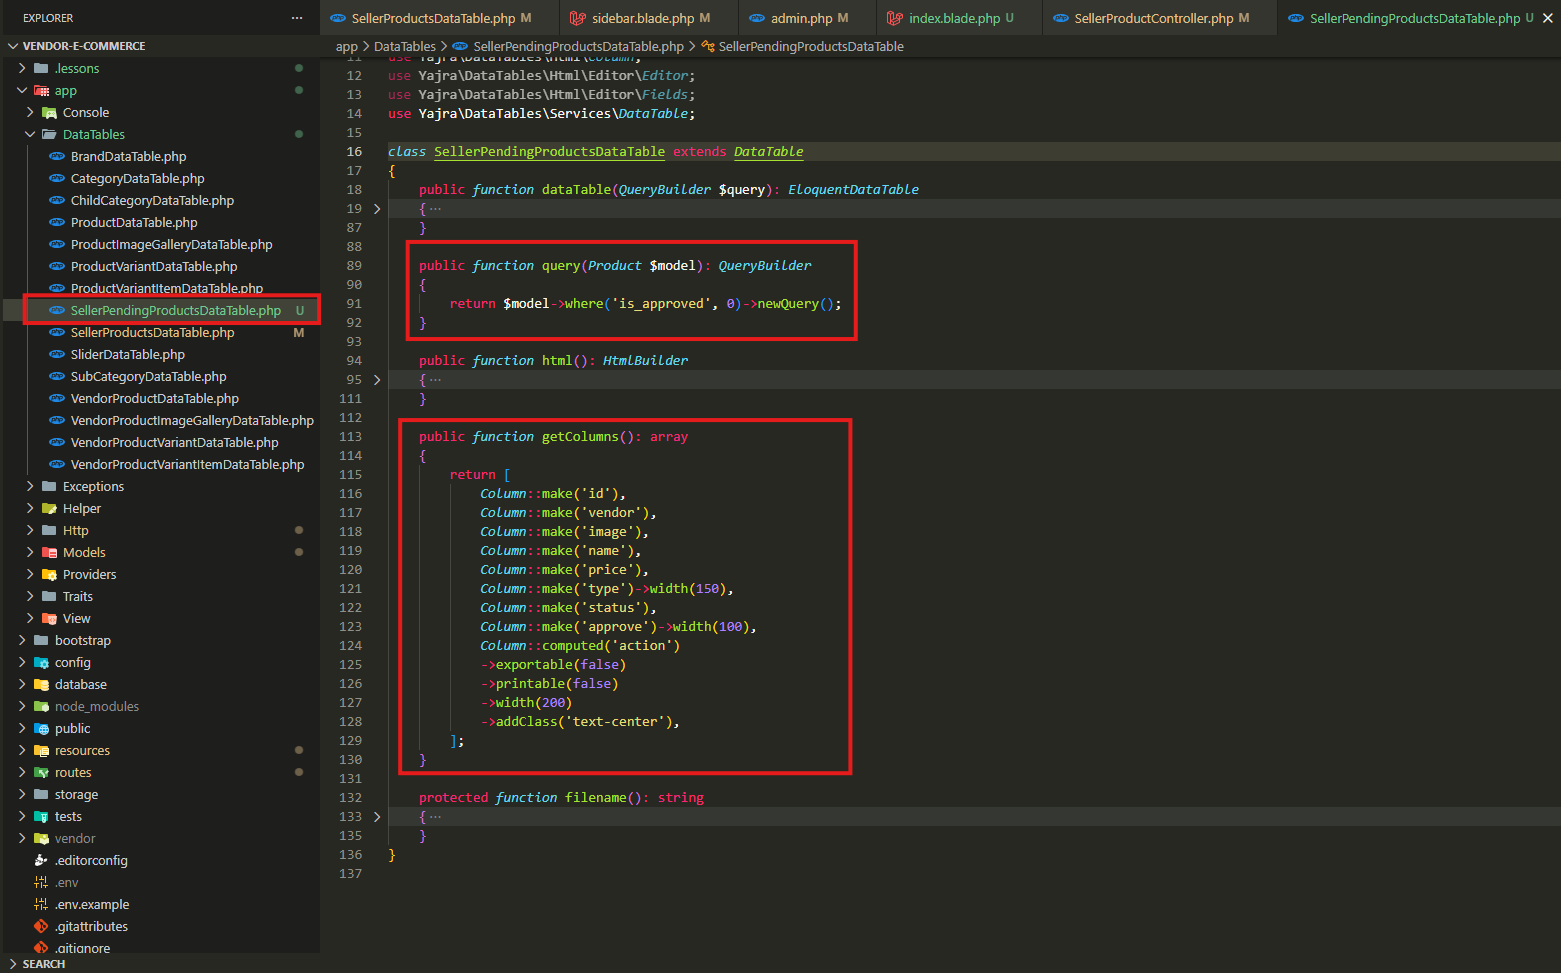 EXPLORER
···
SellerProductsDataTable.php M
sidebar.blade.php M
admin.php M
index.blade.php U
SellerProductController.php M
SellerPendingProductsDataTable.php U
VENDOR-E-COMMERCE
app > DataTables > SellerPendingProductsDataTable.php > SellerPendingProductsDataTable
.lessons
app
Console
DataTables
BrandDataTable.php
CategoryDataTable.php
ChildCategoryDataTable.php
ProductDataTable.php
ProductImageGalleryDataTable.php
ProductVariantDataTable.php
ProductVariantItemDataTable.php
SellerPendingProductsDataTable.php U
SellerProductsDataTable.php M
SliderDataTable.php
SubCategoryDataTable.php
VendorProductDataTable.php
VendorProductImageGalleryDataTable.php
VendorProductVariantDataTable.php
VendorProductVariantItemDataTable.php
Exceptions
Helper
Http
Models
Providers
Traits
View
bootstrap
config
database
node_modules
public
resources
routes
storage
tests
vendor
.editorconfig
.env
.env.example
.gitattributes
.gitignore
SEARCH
11 use Yajra\DataTables\Html\Column;
12 use Yajra\DataTables\Html\Editor\Editor;
13 use Yajra\DataTables\Html\Editor\Fields;
14 use Yajra\DataTables\Services\DataTable;
15
16 class SellerPendingProductsDataTable extends DataTable
17 {
18 public function dataTable(QueryBuilder $query): EloquentDataTable
19 { ···
87 }
88
89 public function query(Product $model): QueryBuilder
90 {
91 return $model->where('is_approved', 0)->newQuery();
92 }
93
94 public function html(): HtmlBuilder
95 { ···
111 }
112
113 public function getColumns(): array
114 {
115 return [
116 Column::make('id'),
117 Column::make('vendor'),
118 Column::make('image'),
119 Column::make('name'),
120 Column::make('price'),
121 Column::make('type')->width(150),
122 Column::make('status'),
123 Column::make('approve')->width(100),
124 Column::computed('action')
125 ->exportable(false)
126 ->printable(false)
127 ->width(200)
128 ->addClass('text-center'),
129 ];
130 }
131
132 protected function filename(): string
133 { ···
135 }
136 }
137